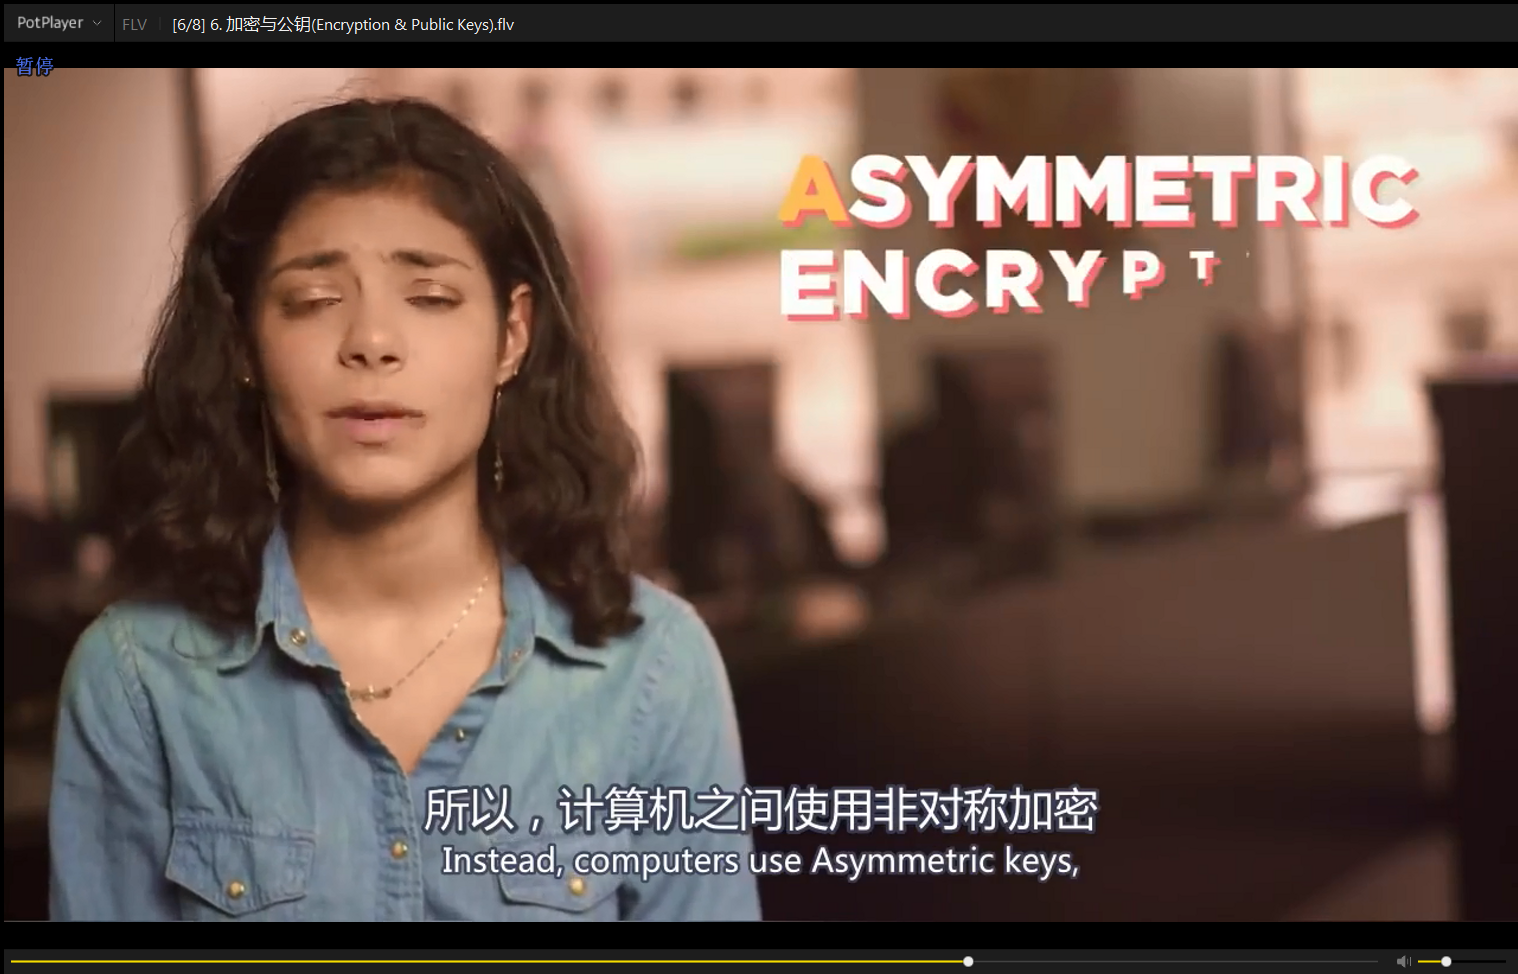 PotPlayer
FLV
[6/8] 6. 加密与公钥(Encryption & Public Keys).flv
暂停
ASYMMETRIC
ENCRYPT
所以，计算机之间使用非对称加密
Instead, computers use Asymmetric keys,